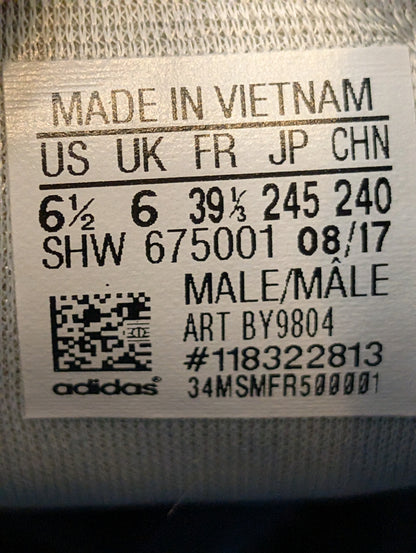 MADE IN VIETNAM
US UK FR JP CHN
6½ 6 39⅓ 245 240
SHW 675001 08/17
MALE/MÂLE
ART BY9804
#118322813
adidas® 34MSMFR500001